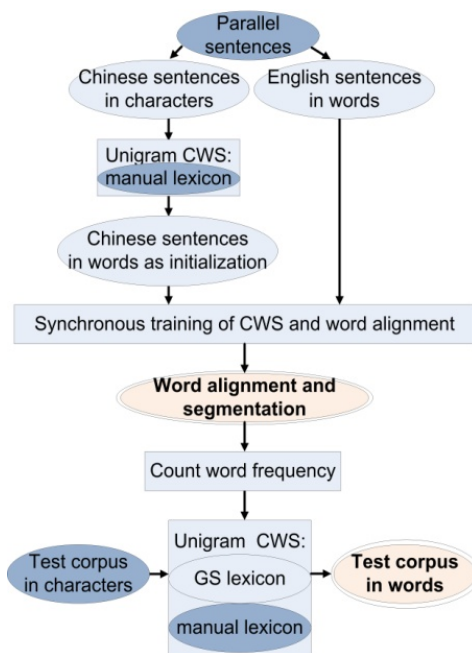 Parallel
sentences
Chinese sentences
in characters
English sentences
in words
Unigram CWS:
manual lexicon
Chinese sentences
in words as initialization
Synchronous training of CWS and word alignment
Word alignment and
segmentation
Count word frequency
Test corpus
in characters
Unigram CWS:
GS lexicon
manual lexicon
Test corpus
in words